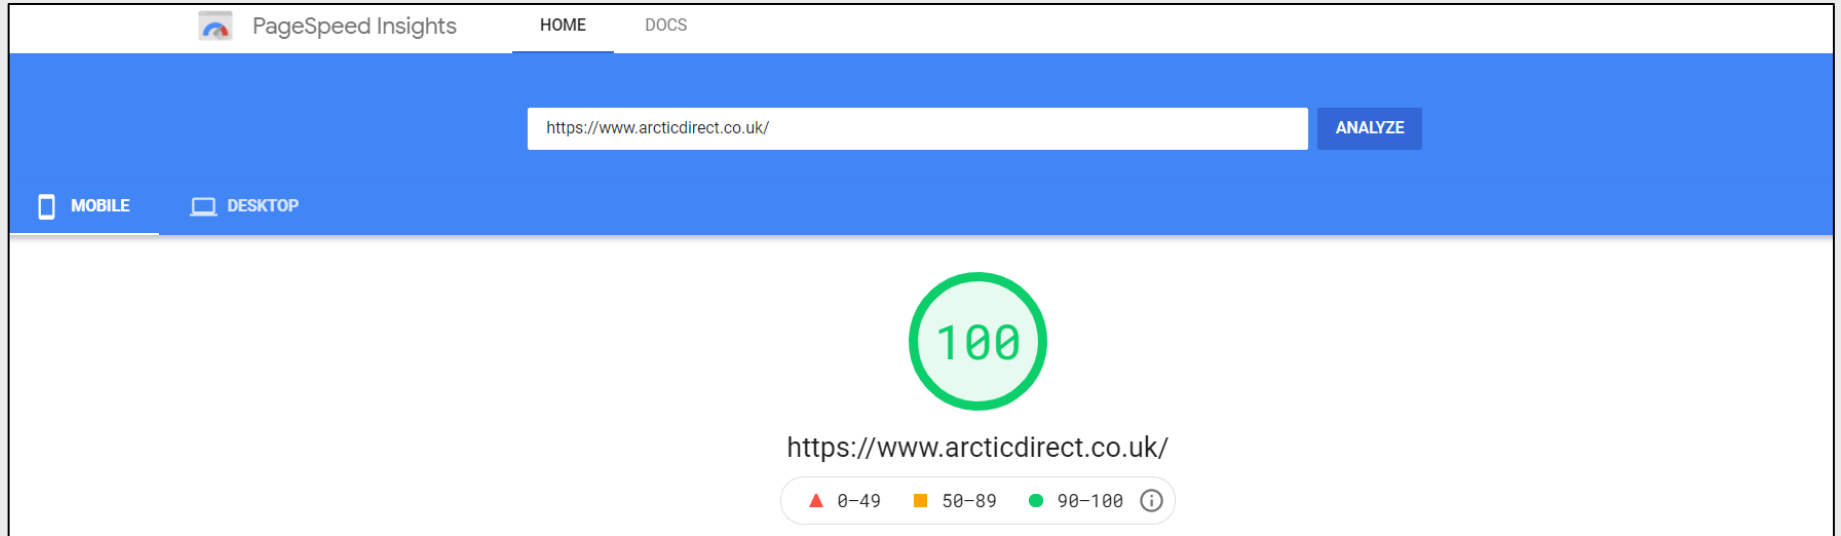 PageSpeed Insights HOME DOCS
https://www.arcticdirect.co.uk/ ANALYZE
MOBILE DESKTOP
100
https://www.arcticdirect.co.uk/
0–49 50–89 90–100